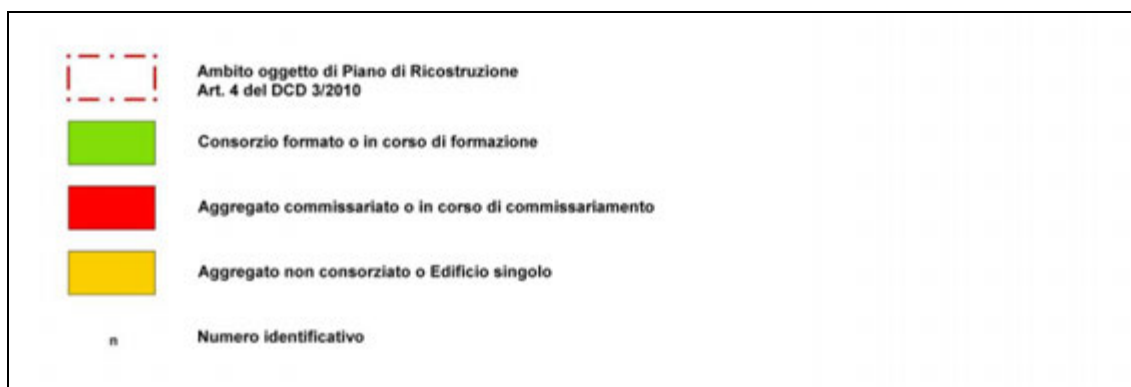 Ambito oggetto di Piano di Ricostruzione
Art. 4 del DCD 3/2010
Consorzio formato o in corso di formazione
Aggregato commissariato o in corso di commissariamento
Aggregato non consorziato o Edificio singolo
n Numero identificativo